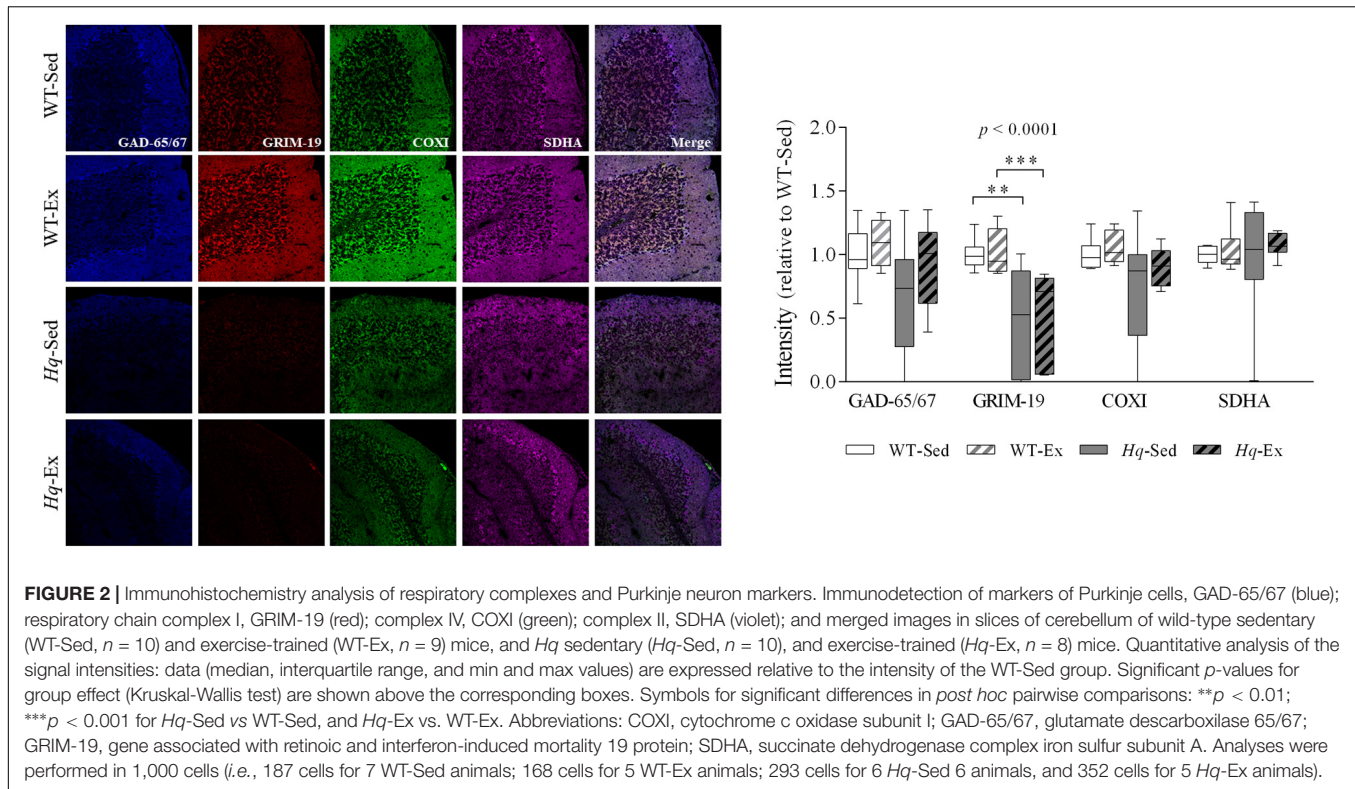 WT-Sed
GAD-65/67 GRIM-19 COXI SDHA Merge
WT-Ex
Hq-Sed
Hq-Ex
Intensity (relative to WT-Sed)
2.0
1.5
1.0
0.5
0.0
p < 0.0001
***
**
GAD-65/67 GRIM-19 COXI SDHA
WT-Sed WT-Ex Hq-Sed Hq-Ex
FIGURE 2 | Immunohistochemistry analysis of respiratory complexes and Purkinje neuron markers. Immunodetection of markers of Purkinje cells, GAD-65/67 (blue);
respiratory chain complex I, GRIM-19 (red); complex IV, COXI (green); complex II, SDHA (violet); and merged images in slices of cerebellum of wild-type sedentary
(WT-Sed, n = 10) and exercise-trained (WT-Ex, n = 9) mice, and Hq sedentary (Hq-Sed, n = 10), and exercise-trained (Hq-Ex, n = 8) mice. Quantitative analysis of the
signal intensities: data (median, interquartile range, and min and max values) are expressed relative to the intensity of the WT-Sed group. Significant p-values for
group effect (Kruskal-Wallis test) are shown above the corresponding boxes. Symbols for significant differences in post hoc pairwise comparisons: **p < 0.01;
***p < 0.001 for Hq-Sed vs WT-Sed, and Hq-Ex vs. WT-Ex. Abbreviations: COXI, cytochrome c oxidase subunit I; GAD-65/67, glutamate descarboxilase 65/67;
GRIM-19, gene associated with retinoic and interferon-induced mortality 19 protein; SDHA, succinate dehydrogenase complex iron sulfur subunit A. Analyses were
performed in 1,000 cells (i.e., 187 cells for 7 WT-Sed animals; 168 cells for 5 WT-Ex animals; 293 cells for 6 Hq-Sed 6 animals, and 352 cells for 5 Hq-Ex animals).